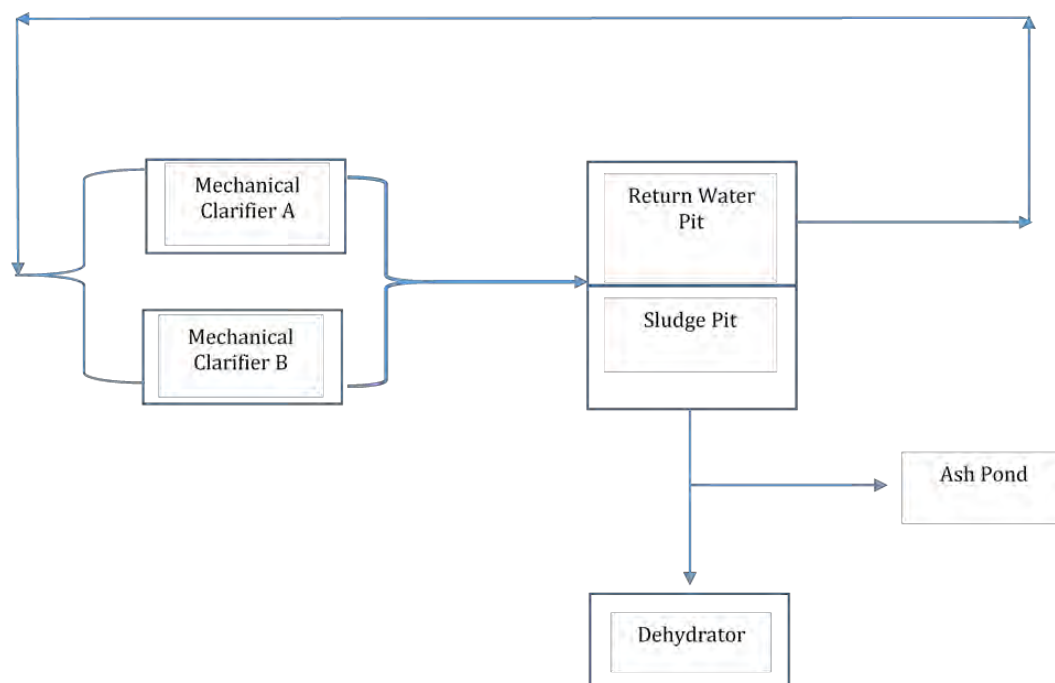 Mechanical
Clarifier A
Return Water
Pit
Mechanical
Clarifier B
Sludge Pit
Ash Pond
Dehydrator